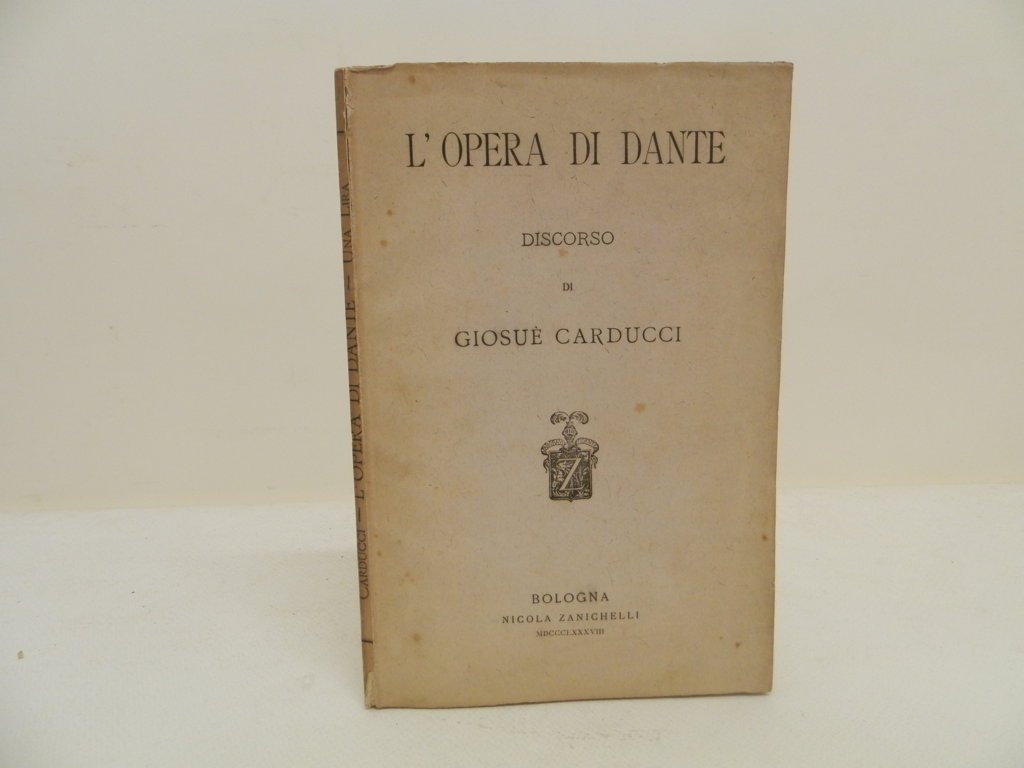 L' OPERA DI DANTE
DISCORSO
DI
GIOSUÈ CARDUCCI
Z
BOLOGNA
NICOLA ZANICHELLI
MDCCCLXXXVIII
CARDUCCI — L'OPERA DI DANTE — UNA LIRA